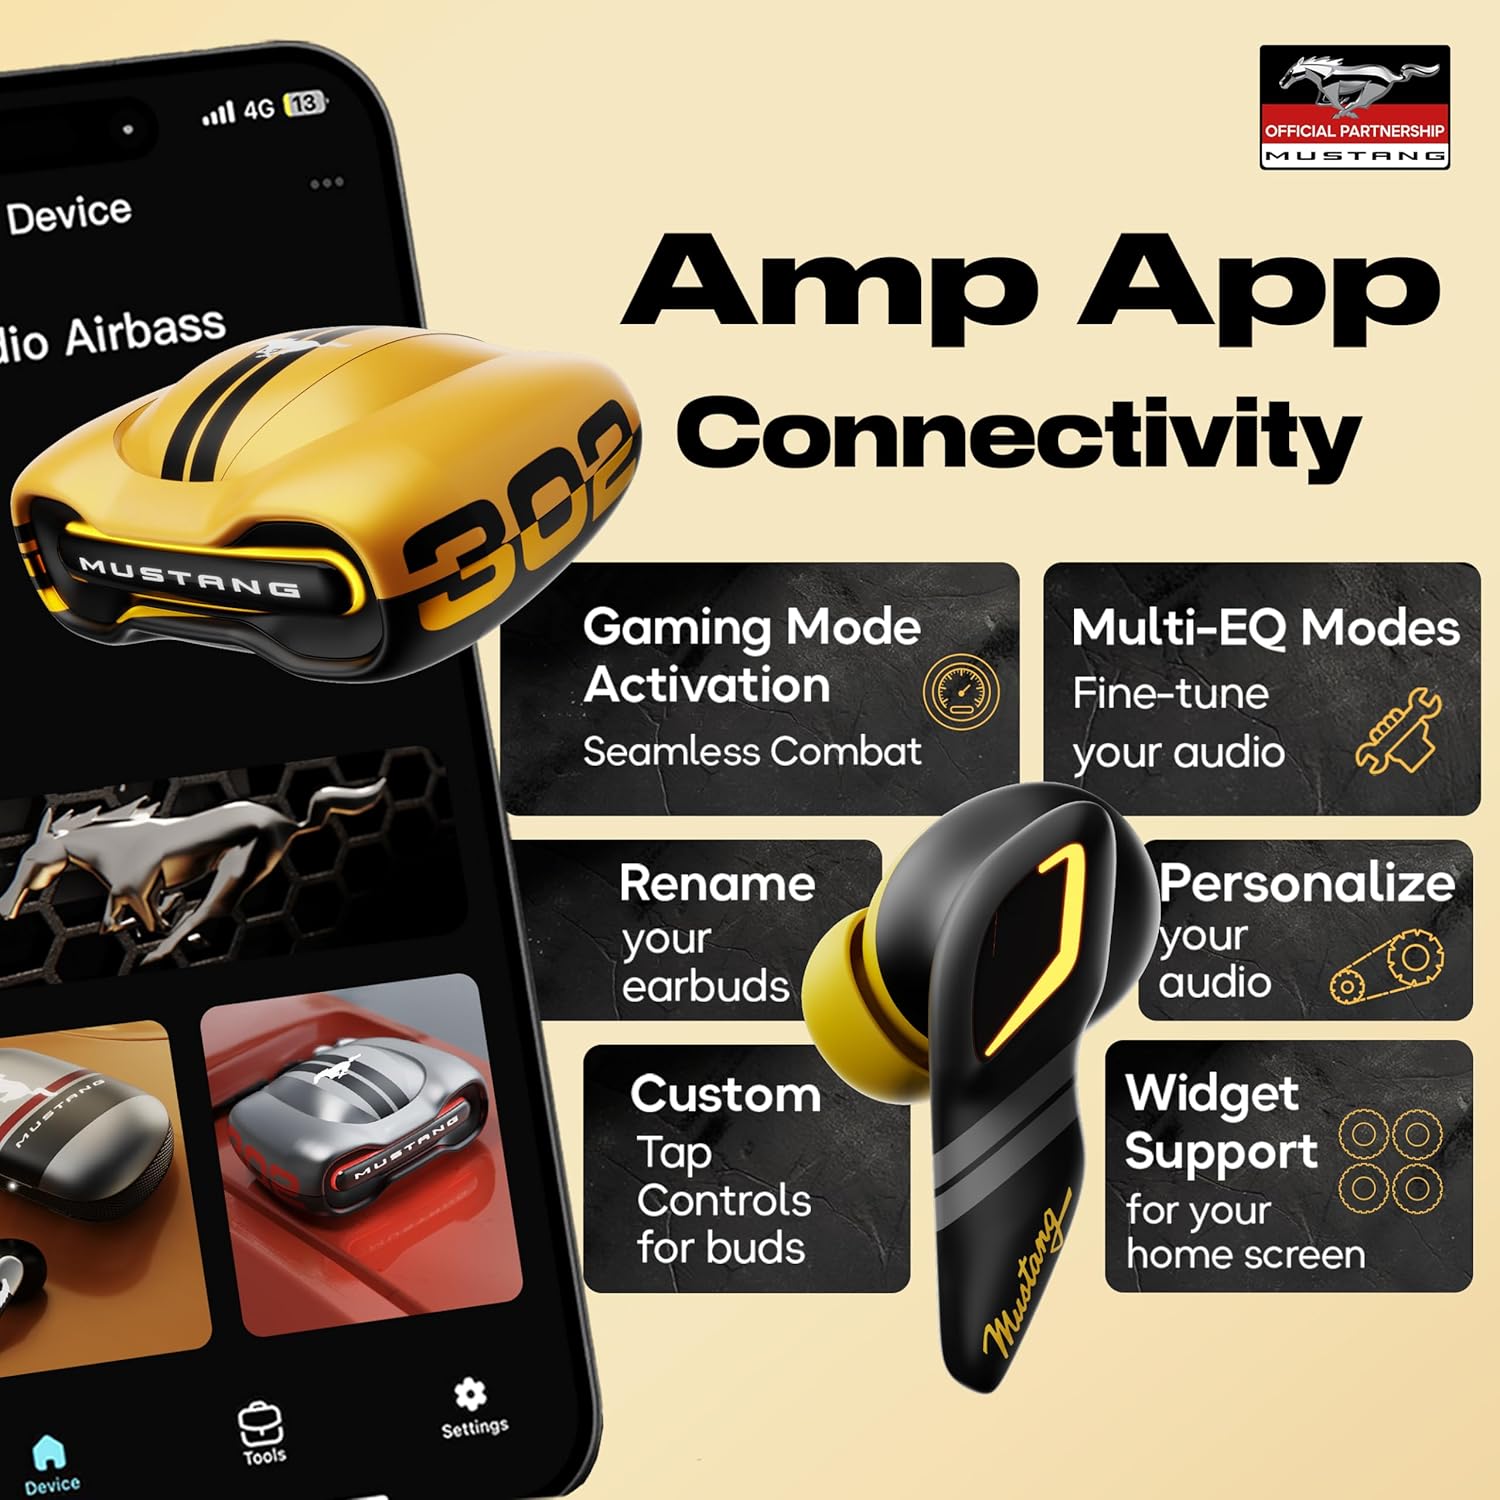 4G 13
Device
dio Airbass
OFFICIAL PARTNERSHIP
MUSTANG
Amp App
Connectivity
302
MUSTANG
Gaming Mode
Activation
Seamless Combat
Multi-EQ Modes
Fine-tune
your audio
Rename
your
earbuds
Personalize
your
audio
Custom
Tap
Controls
for buds
Widget
Support
for your
home screen
Mustang
MUSTANG
MUSTANG
Device
Tools
Settings